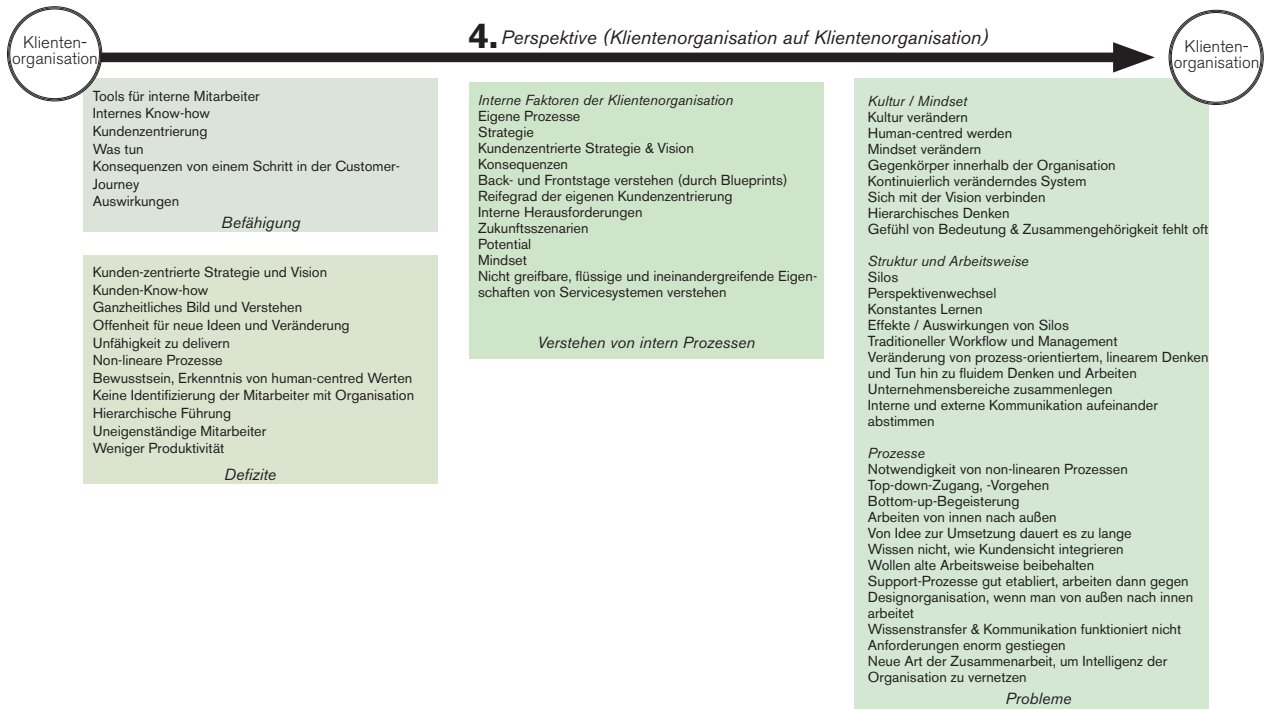 Klienten-
organisation
4. Perspektive (Klientenorganisation auf Klientenorganisation)
Klienten-
organisation
Tools für interne Mitarbeiter
Internes Know-how
Kundenzentrierung
Was tun
Konsequenzen von einem Schritt in der Customer-
Journey
Auswirkungen
Befähigung
Kunden-zentrierte Strategie und Vision
Kunden-Know-how
Ganzheitliches Bild und Verstehen
Offenheit für neue Ideen und Veränderung
Unfähigkeit zu delivern
Non-lineare Prozesse
Bewusstsein, Erkenntnis von human-centred Werten
Keine Identifizierung der Mitarbeiter mit Organisation
Hierarchische Führung
Uneigenständige Mitarbeiter
Weniger Produktivität
Defizite
Interne Faktoren der Klientenorganisation
Eigene Prozesse
Strategie
Kundenzentrierte Strategie & Vision
Konsequenzen
Back- und Frontstage verstehen (durch Blueprints)
Reifegrad der eigenen Kundenzentrierung
Interne Herausforderungen
Zukunftsszenarien
Potential
Mindset
Nicht greifbare, flüssige und ineinandergreifende Eigen-
schaften von Servicesystemen verstehen
Verstehen von intern Prozessen
Kultur / Mindset
Kultur verändern
Human-centred werden
Mindset verändern
Gegenkörper innerhalb der Organisation
Kontinuierlich veränderndes System
Sich mit der Vision verbinden
Hierarchisches Denken
Gefühl von Bedeutung & Zusammengehörigkeit fehlt oft
Struktur und Arbeitsweise
Silos
Perspektivenwechsel
Konstantes Lernen
Effekte / Auswirkungen von Silos
Traditioneller Workflow und Management
Veränderung von prozess-orientiertem, linearem Denken
und Tun hin zu fluidem Denken und Arbeiten
Unternehmensbereiche zusammenlegen
Interne und externe Kommunikation aufeinander
abstimmen
Prozesse
Notwendigkeit von non-linearen Prozessen
Top-down-Zugang, -Vorgehen
Bottom-up-Begeisterung
Arbeiten von innen nach außen
Von Idee zur Umsetzung dauert es zu lange
Wissen nicht, wie Kundensicht integrieren
Wollen alte Arbeitsweise beibehalten
Support-Prozesse gut etabliert, arbeiten dann gegen
Designorganisation, wenn man von außen nach innen
arbeitet
Wissenstransfer & Kommunikation funktioniert nicht
Anforderungen enorm gestiegen
Neue Art der Zusammenarbeit, um Intelligenz der
Organisation zu vernetzen
Probleme